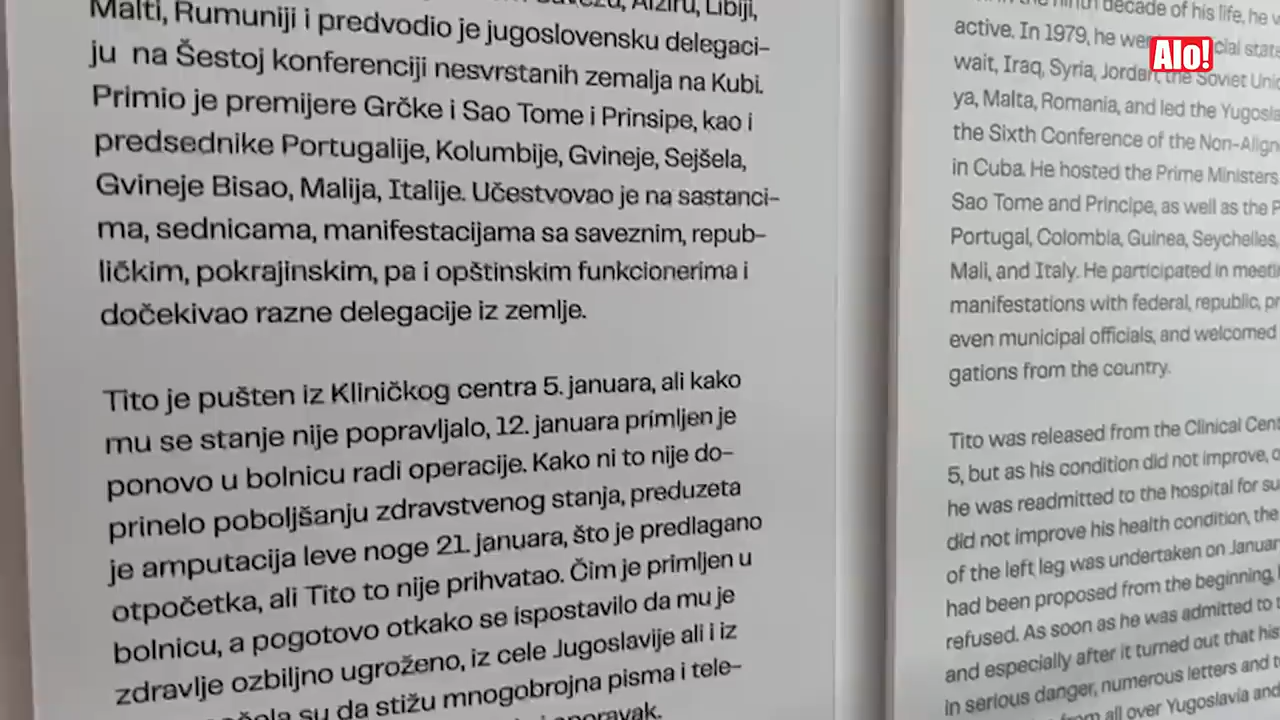 Alžiru, Libiji,
Malti, Rumuniji i predvodio je jugoslovensku delegaci-
ju na Šestoj konferenciji nesvrstanih zemalja na Kubi.
Primio je premijere Grčke i Sao Tome i Prinsipe, kao i
predsednike Portugalije, Kolumbije, Gvineje, Sejšela,
Gvineje Bisao, Malija, Italije. Učestvovao je na sastanci-
ma, sednicama, manifestacijama sa saveznim, repub-
ličkim, pokrajinskim, pa i opštinskim funkcionerima i
dočekivao razne delegacije iz zemlje.
Tito je pušten iz Kliničkog centra 5. januara, ali kako
mu se stanje nije popravljalo, 12. januara primljen je
ponovo u bolnicu radi operacije. Kako ni to nije do-
prinelo poboljšanju zdravstvenog stanja, preduzeta
je amputacija leve noge 21. januara, što je predlagano
otpočetka, ali Tito to nije prihvatao. Čim je primljen u
bolnicu, a pogotovo otkako se ispostavilo da mu je
zdravlje ozbiljno ugroženo, iz cele Jugoslavije ali i iz
su da stižu mnogobrojna pisma i tele-
oporavak.
Alo!
decade of his life, he
active. In 1979, he
wait, Iraq, Syria, Jordan, the Soviet
Malta, Romania, and led the
the Sixth Conference of the
in Cuba. He hosted the Prime Ministers
Sao Tome and Principe, as well as the
Portugal, Colombia, Guinea, Seychelles,
Mali, and Italy. He participated in
manifestations with federal, republic,
even municipal officials, and welcomed
gations from the country.
Tito was released from the Clinical
5, but as his condition did not improve,
he was readmitted to the hospital for
did not improve his health condition, the
of the left leg was undertaken on
had been proposed from the beginning,
refused. As soon as he was admitted to
and especially after it turned out that his
in serious danger, numerous letters and
from all over Yugoslavia and